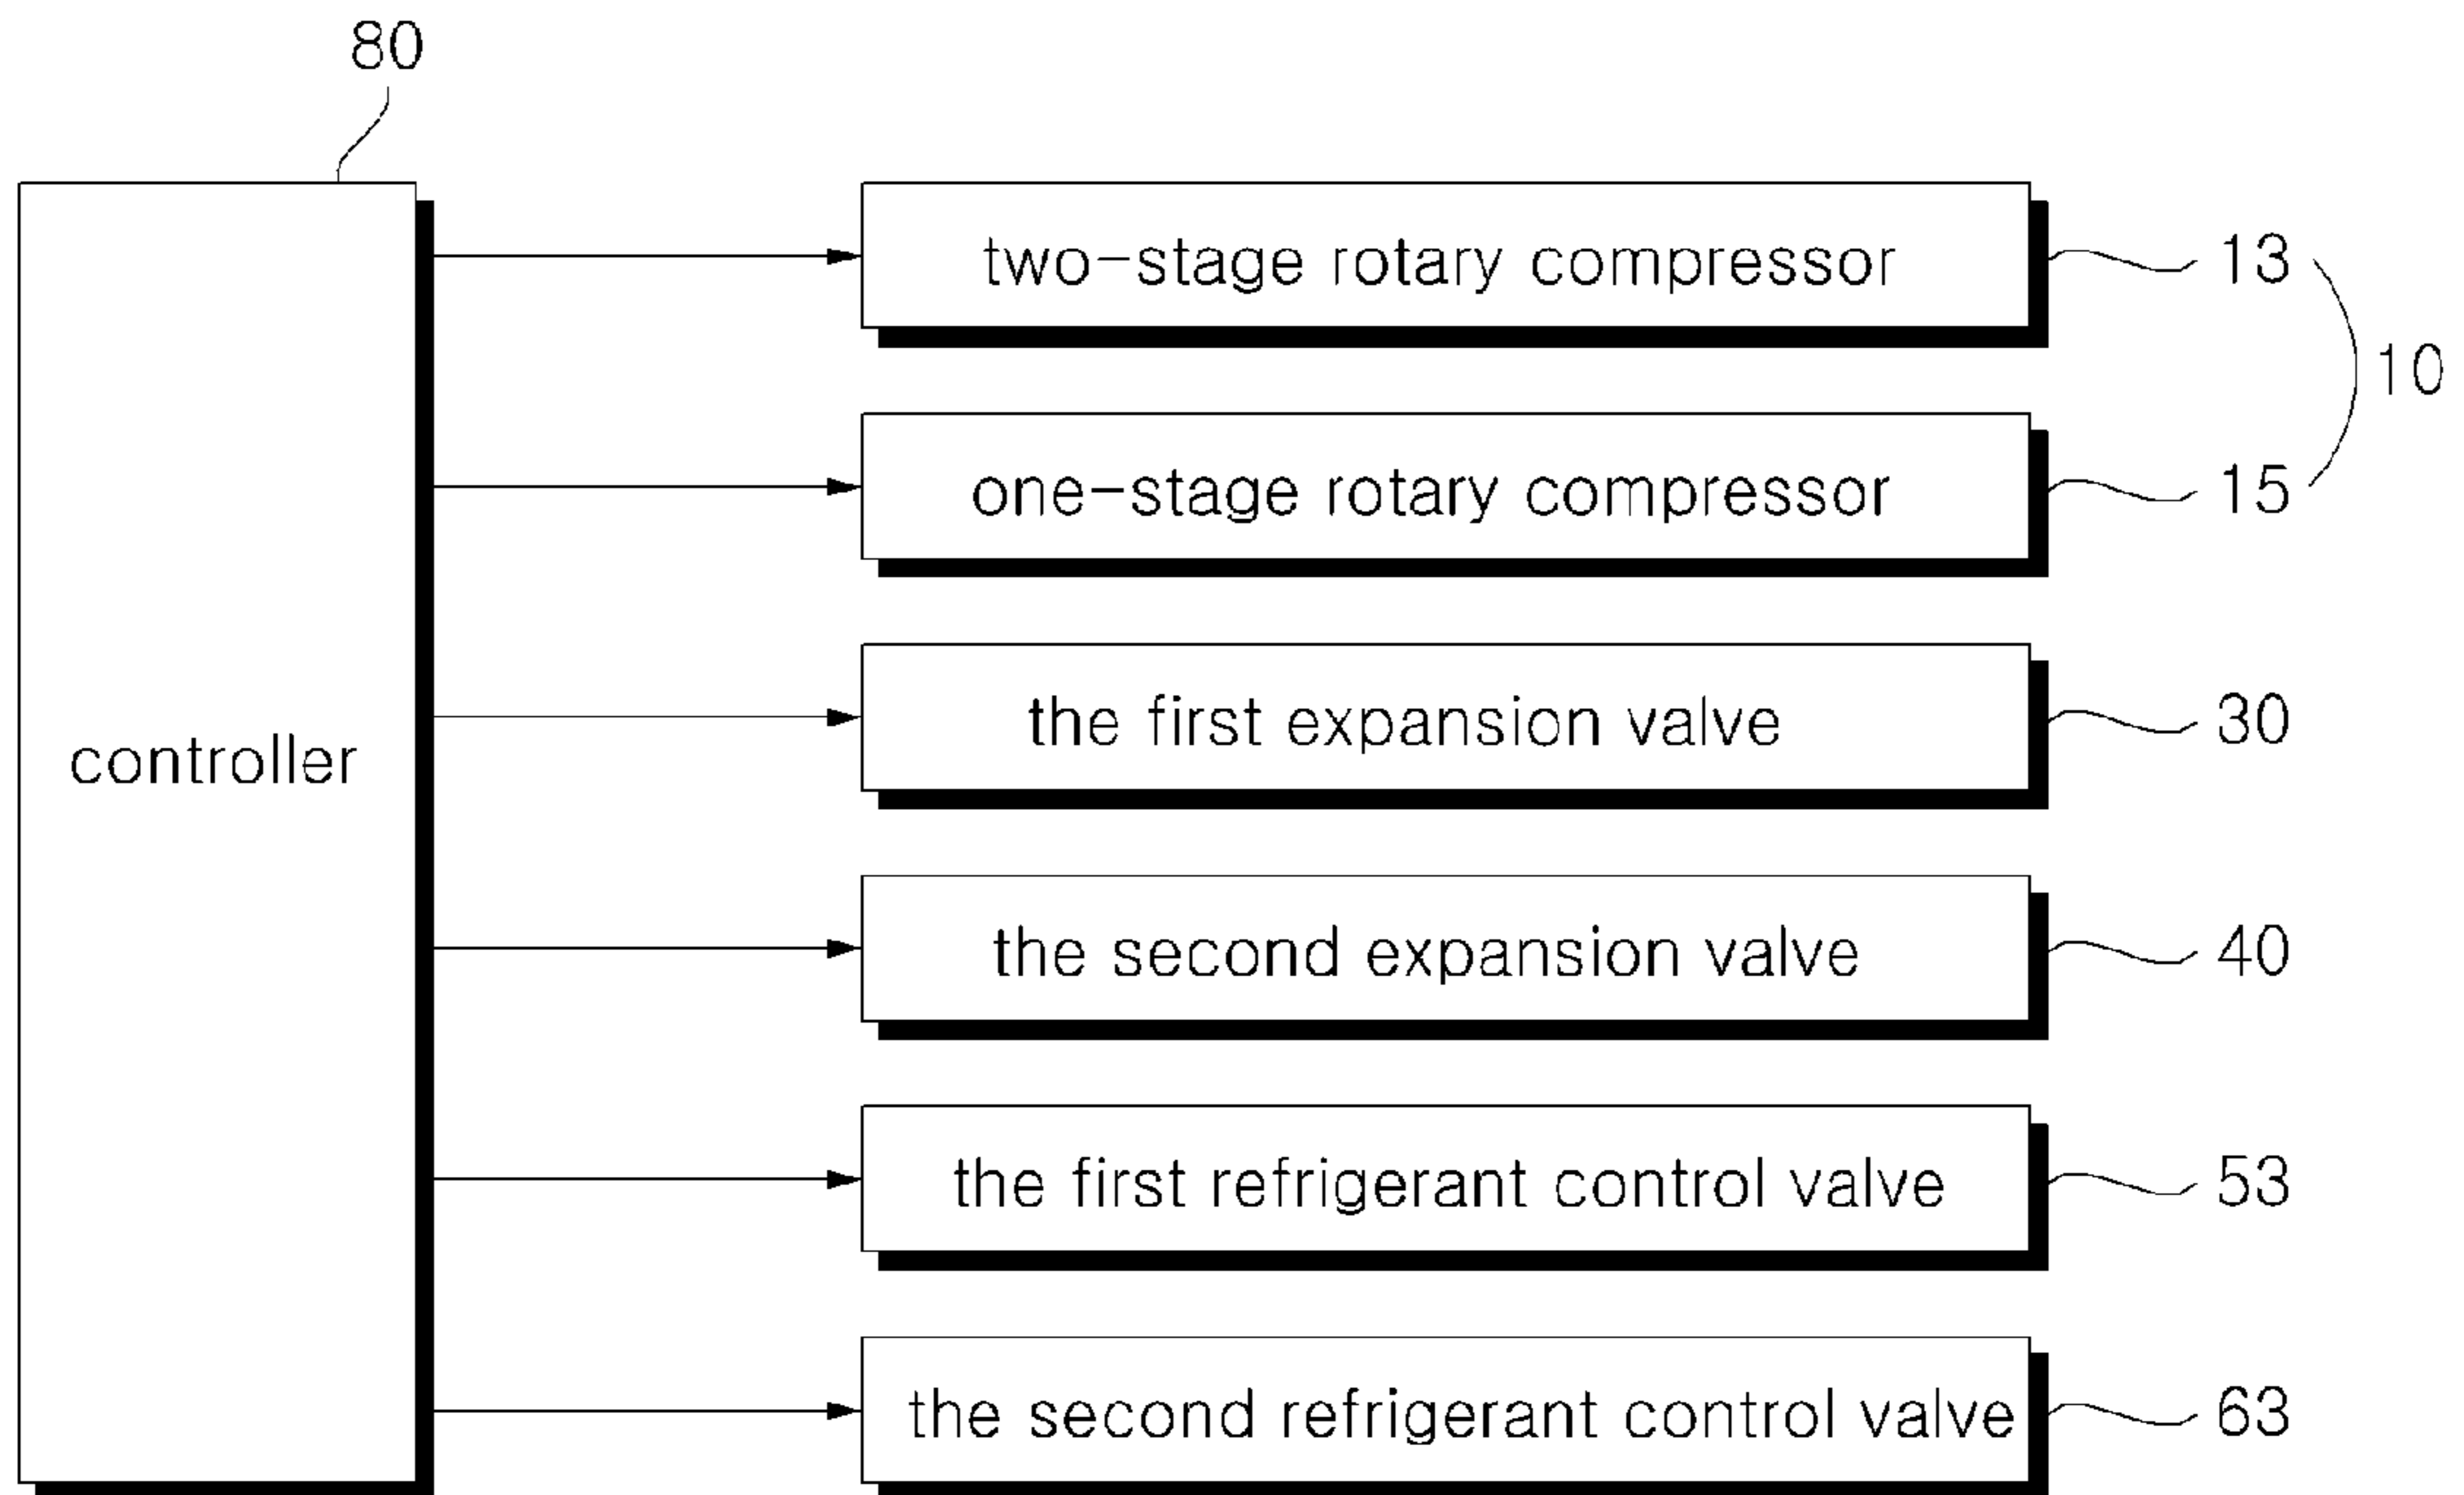 80
two-stage rotary compressor 13
10
one-stage rotary compressor 15
the first expansion valve 30
controller
the second expansion valve 40
the first refrigerant control valve 53
the second refrigerant control valve 63